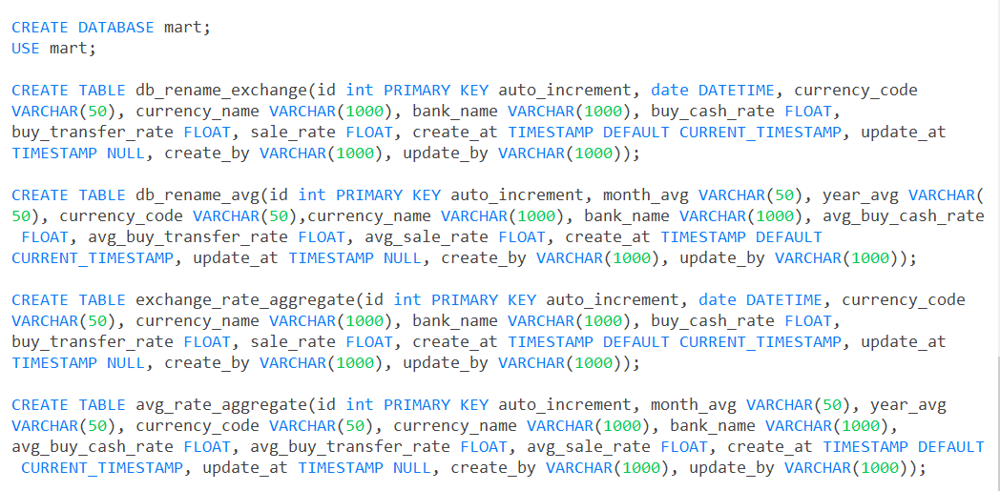 CREATE DATABASE mart;
USE mart;
CREATE TABLE db_rename_exchange(id int PRIMARY KEY auto_increment, date DATETIME, currency_code
VARCHAR(50), currency_name VARCHAR(1000), bank_name VARCHAR(1000), buy_cash_rate FLOAT,
buy_transfer_rate FLOAT, sale_rate FLOAT, create_at TIMESTAMP DEFAULT CURRENT_TIMESTAMP, update_at
TIMESTAMP NULL, create_by VARCHAR(1000), update_by VARCHAR(1000));
CREATE TABLE db_rename_avg(id int PRIMARY KEY auto_increment, month_avg VARCHAR(50), year_avg VARCHAR(
50), currency_code VARCHAR(50),currency_name VARCHAR(1000), bank_name VARCHAR(1000), avg_buy_cash_rate
FLOAT, avg_buy_transfer_rate FLOAT, avg_sale_rate FLOAT, create_at TIMESTAMP DEFAULT
CURRENT_TIMESTAMP, update_at TIMESTAMP NULL, create_by VARCHAR(1000), update_by VARCHAR(1000));
CREATE TABLE exchange_rate_aggregate(id int PRIMARY KEY auto_increment, date DATETIME, currency_code
VARCHAR(50), currency_name VARCHAR(1000), bank_name VARCHAR(1000), buy_cash_rate FLOAT,
buy_transfer_rate FLOAT, sale_rate FLOAT, create_at TIMESTAMP DEFAULT CURRENT_TIMESTAMP, update_at
TIMESTAMP NULL, create_by VARCHAR(1000), update_by VARCHAR(1000));
CREATE TABLE avg_rate_aggregate(id int PRIMARY KEY auto_increment, month_avg VARCHAR(50), year_avg
VARCHAR(50), currency_code VARCHAR(50), currency_name VARCHAR(1000), bank_name VARCHAR(1000),
avg_buy_cash_rate FLOAT, avg_buy_transfer_rate FLOAT, avg_sale_rate FLOAT, create_at TIMESTAMP DEFAULT
CURRENT_TIMESTAMP, update_at TIMESTAMP NULL, create_by VARCHAR(1000), update_by VARCHAR(1000));